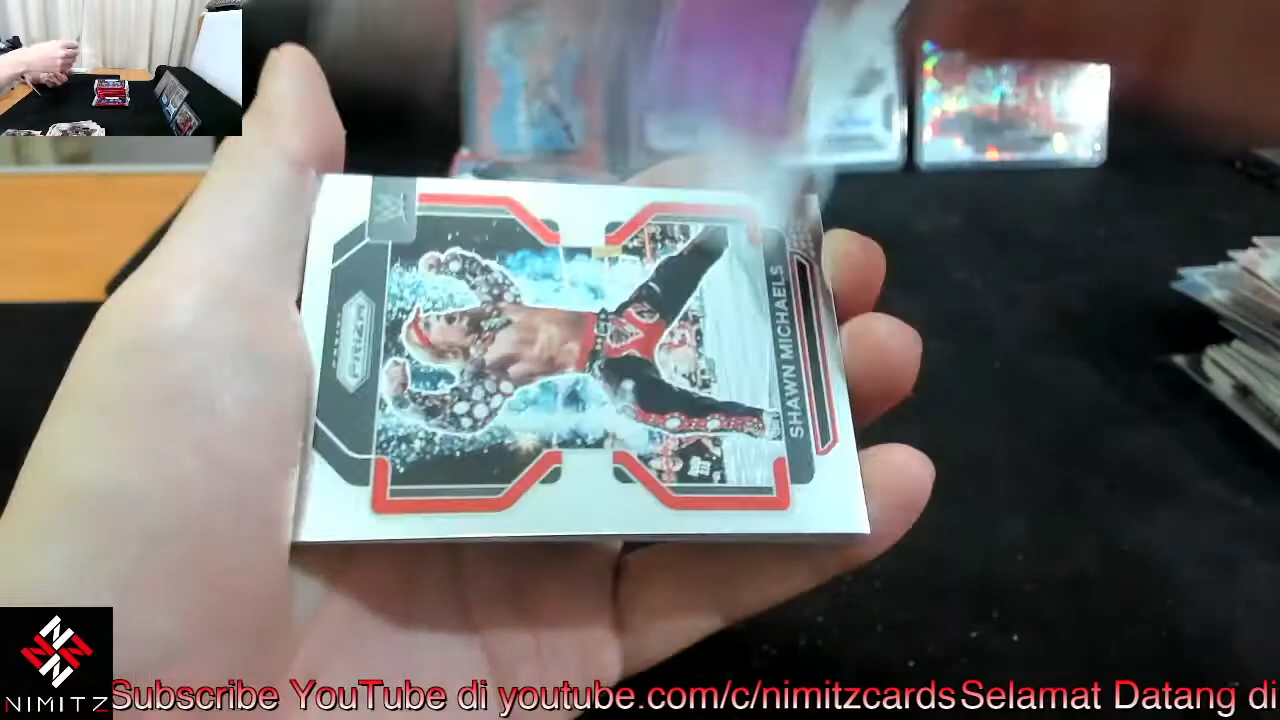 PRIZM
SHAWN MICHAELS
NIMITZ
Subscribe YouTube di youtube.com/c/nimitzcards Selamat Datang di